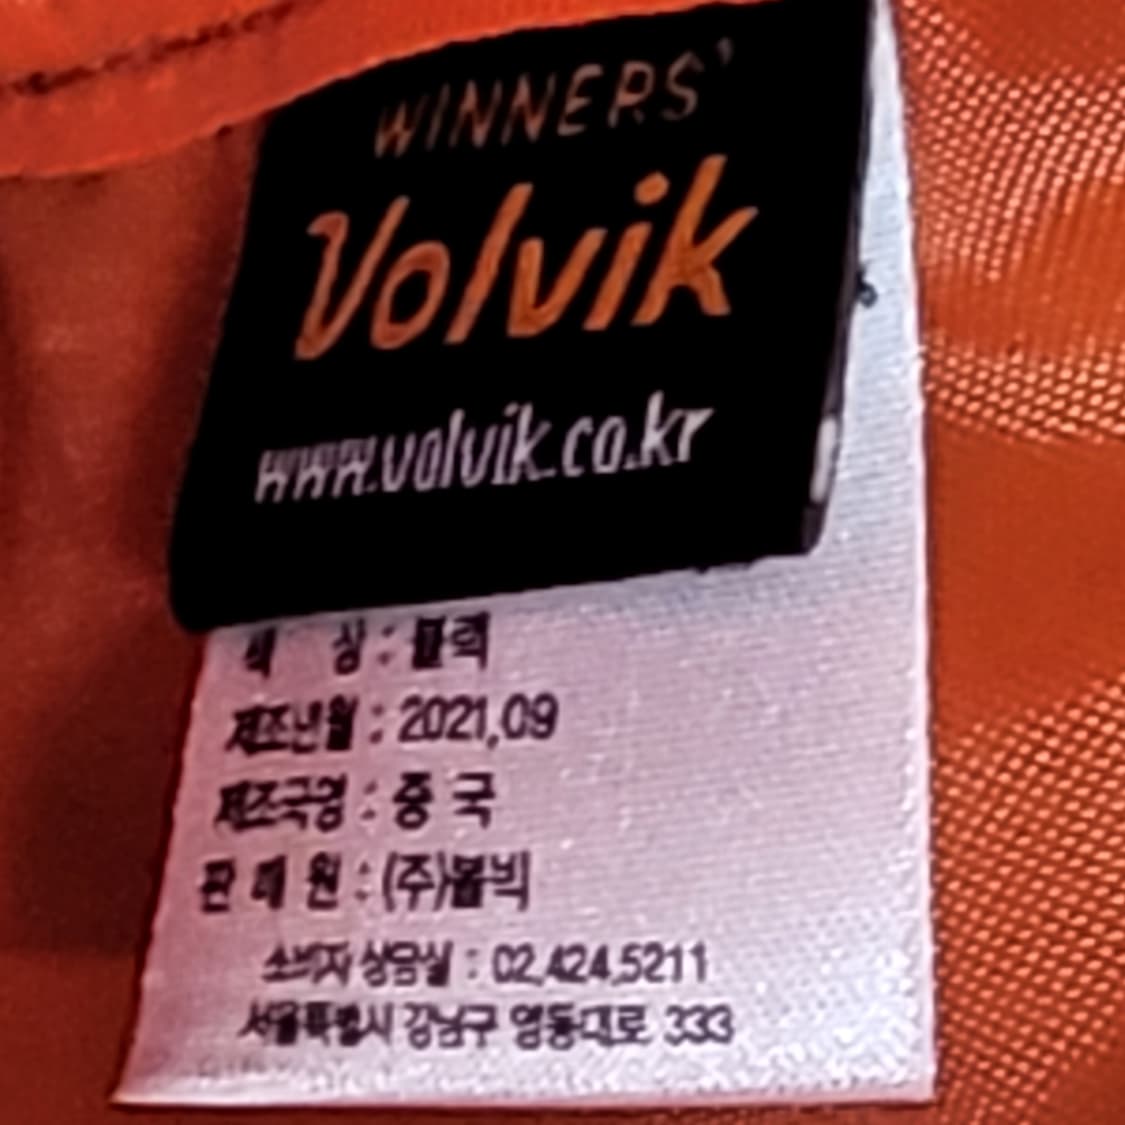 WINNERS'
Volvik
www.volvik.co.kr
색 상 : 블랙
제조년월 : 2021.09
제조국명 : 중 국
판 매 원 : (주)볼빅
소비자 상담실 : 02.424.5211
서울특별시 강남구 영동대로 333